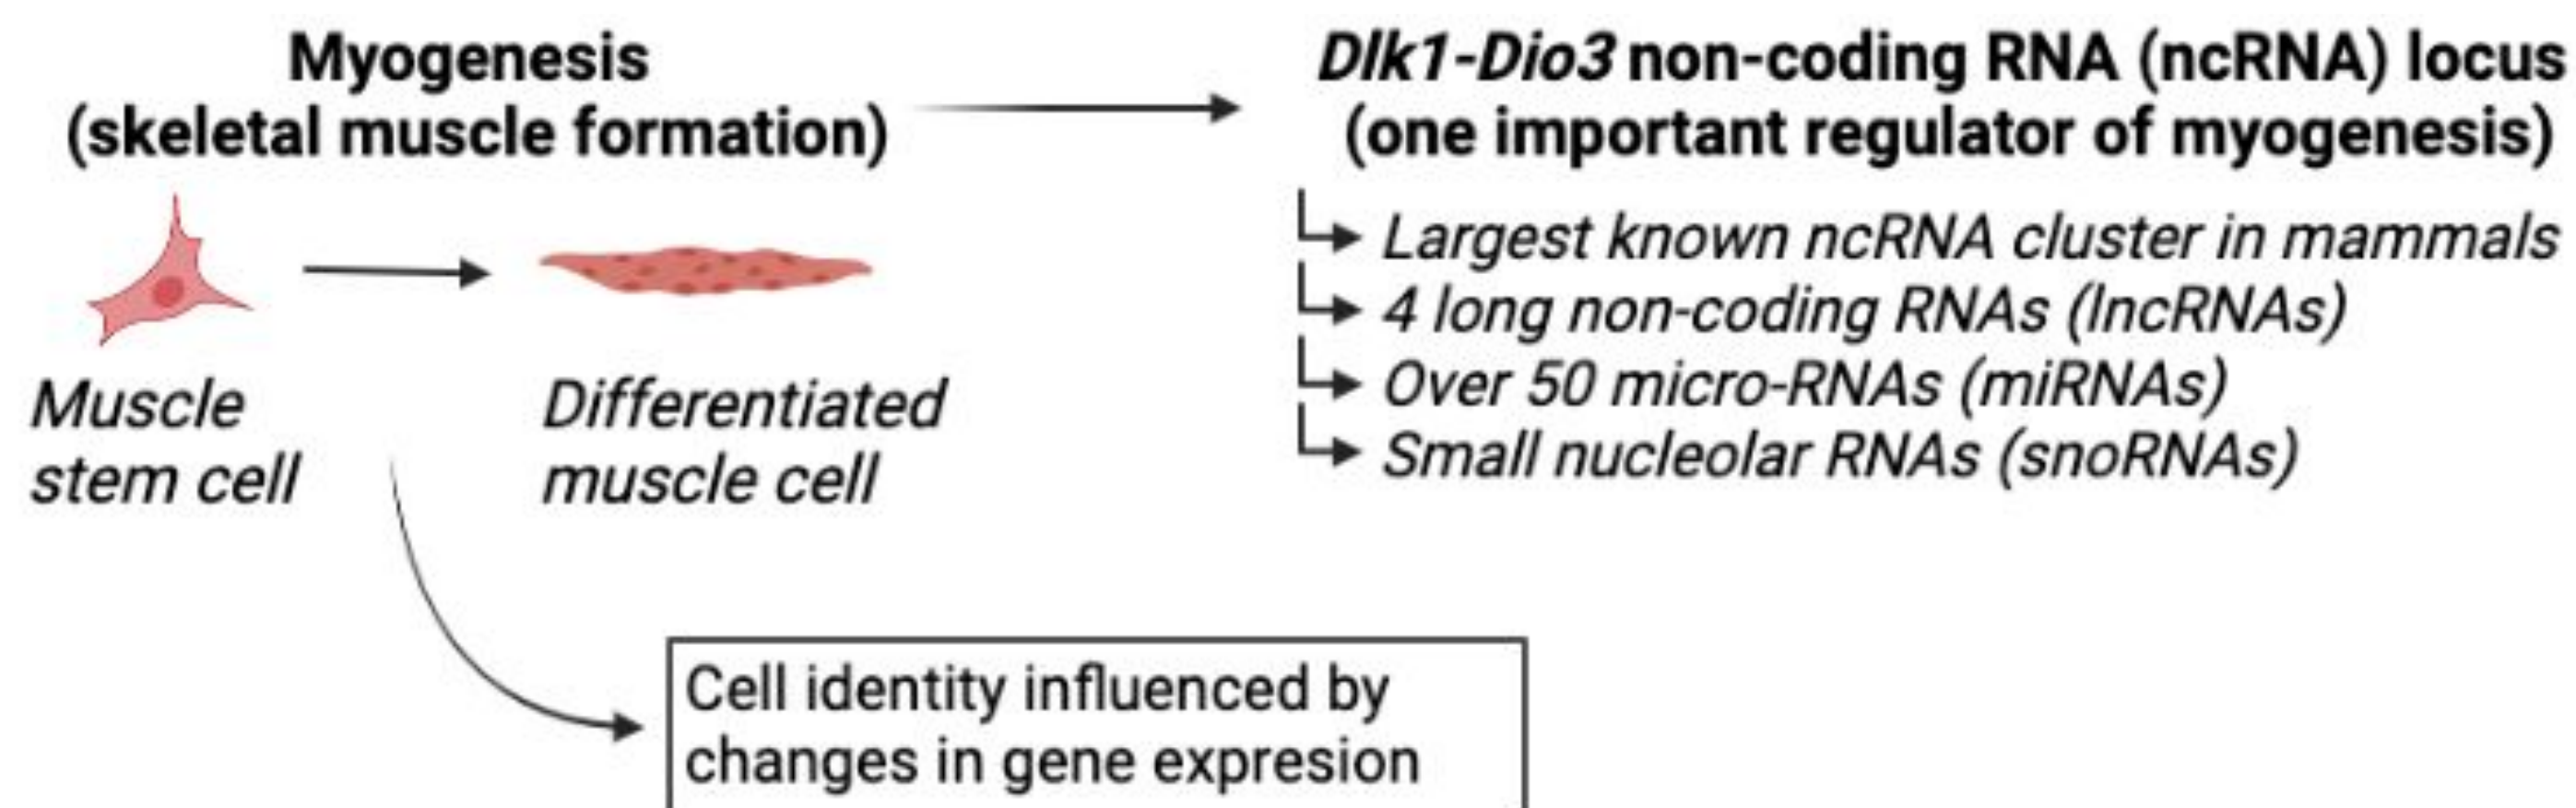 Myogenesis
(skeletal muscle formation)
Dlk1-Dio3 non-coding RNA (ncRNA) locus
(one important regulator of myogenesis)
Largest known ncRNA cluster in mammals
4 long non-coding RNAs (lncRNAs)
Over 50 micro-RNAs (miRNAs)
Small nucleolar RNAs (snoRNAs)
Muscle
stem cell
Differentiated
muscle cell
Cell identity influenced by
changes in gene expresion